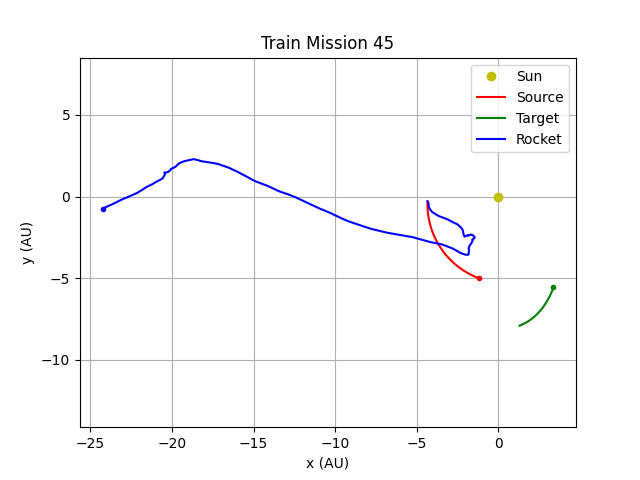 Train Mission 45
Sun
Source
Target
Rocket
y (AU)
5
0
−5
−10
−25
−20
−15
−10
−5
0
x (AU)